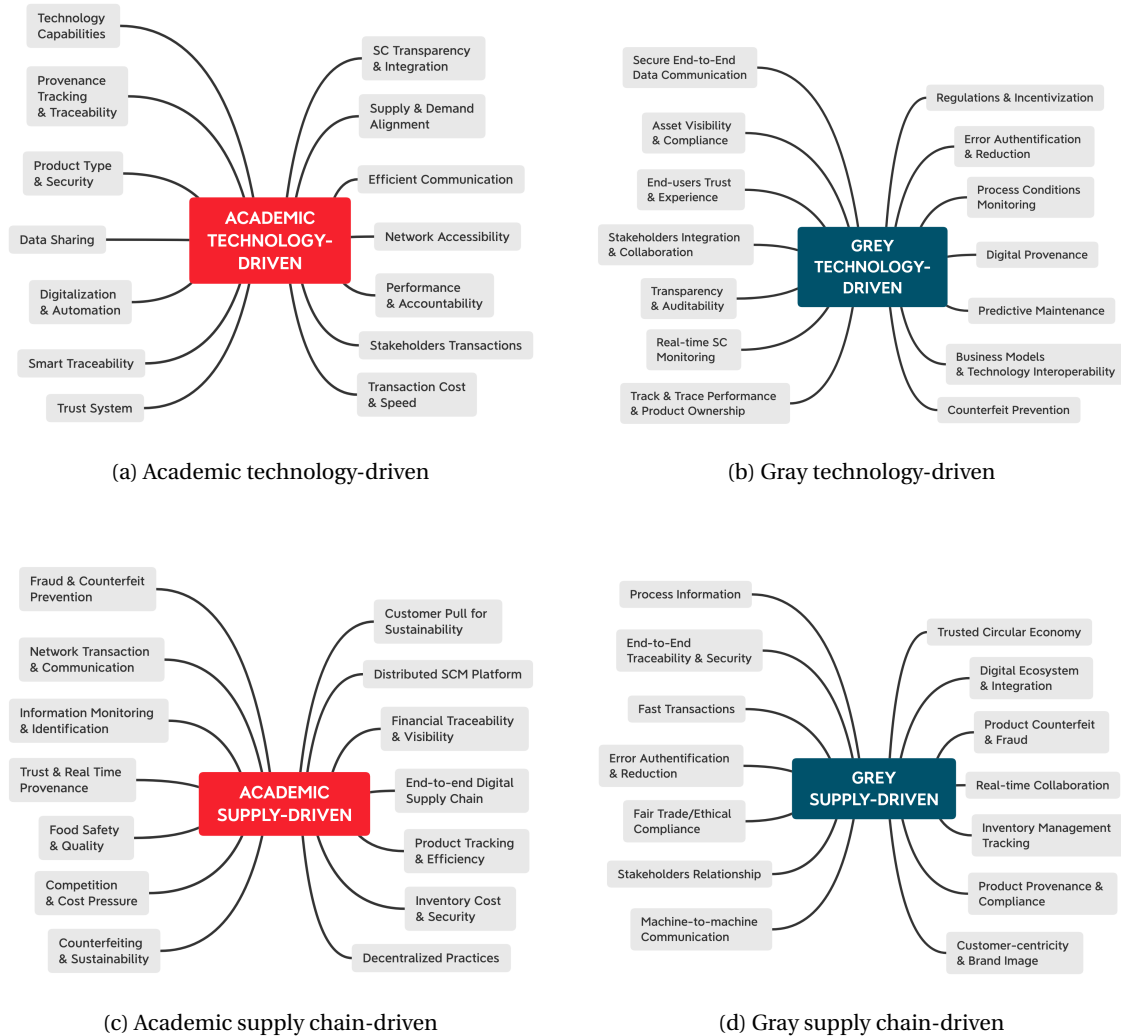 Technology
Capabilities
Provenance
Tracking
& Traceability
Product Type
& Security
Data Sharing
Digitalization
& Automation
Smart Traceability
Trust System
ACADEMIC
TECHNOLOGY-
DRIVEN
SC Transparency
& Integration
Supply & Demand
Alignment
Efficient Communication
Network Accessibility
Performance
& Accountability
Stakeholders Transactions
Transaction Cost
& Speed
(a) Academic technology-driven
Secure End-to-End
Data Communication
Asset Visibility
& Compliance
End-users Trust
& Experience
Stakeholders Integration
& Collaboration
Transparency
& Auditability
Real-time SC
Monitoring
Track & Trace Performance
& Product Ownership
GREY
TECHNOLOGY-
DRIVEN
Regulations & Incentivization
Error Authentification
& Reduction
Process Conditions
Monitoring
Digital Provenance
Predictive Maintenance
Business Models
& Technology Interoperability
Counterfeit Prevention
(b) Gray technology-driven
Fraud & Counterfeit
Prevention
Network Transaction
& Communication
Information Monitoring
& Identification
Trust & Real Time
Provenance
Food Safety
& Quality
Competition
& Cost Pressure
Counterfeiting
& Sustainability
ACADEMIC
SUPPLY-DRIVEN
Customer Pull for
Sustainability
Distributed SCM Platform
Financial Traceability
& Visibility
End-to-end Digital
Supply Chain
Product Tracking
& Efficiency
Inventory Cost
& Security
Decentralized Practices
(c) Academic supply chain-driven
Process Information
End-to-End
Traceability & Security
Fast Transactions
Error Authentification
& Reduction
Fair Trade/Ethical
Compliance
Stakeholders Relationship
Machine-to-machine
Communication
GREY
SUPPLY-DRIVEN
Trusted Circular Economy
Digital Ecosystem
& Integration
Product Counterfeit
& Fraud
Real-time Collaboration
Inventory Management
Tracking
Product Provenance &
Compliance
Customer-centricity
& Brand Image
(d) Gray supply chain-driven